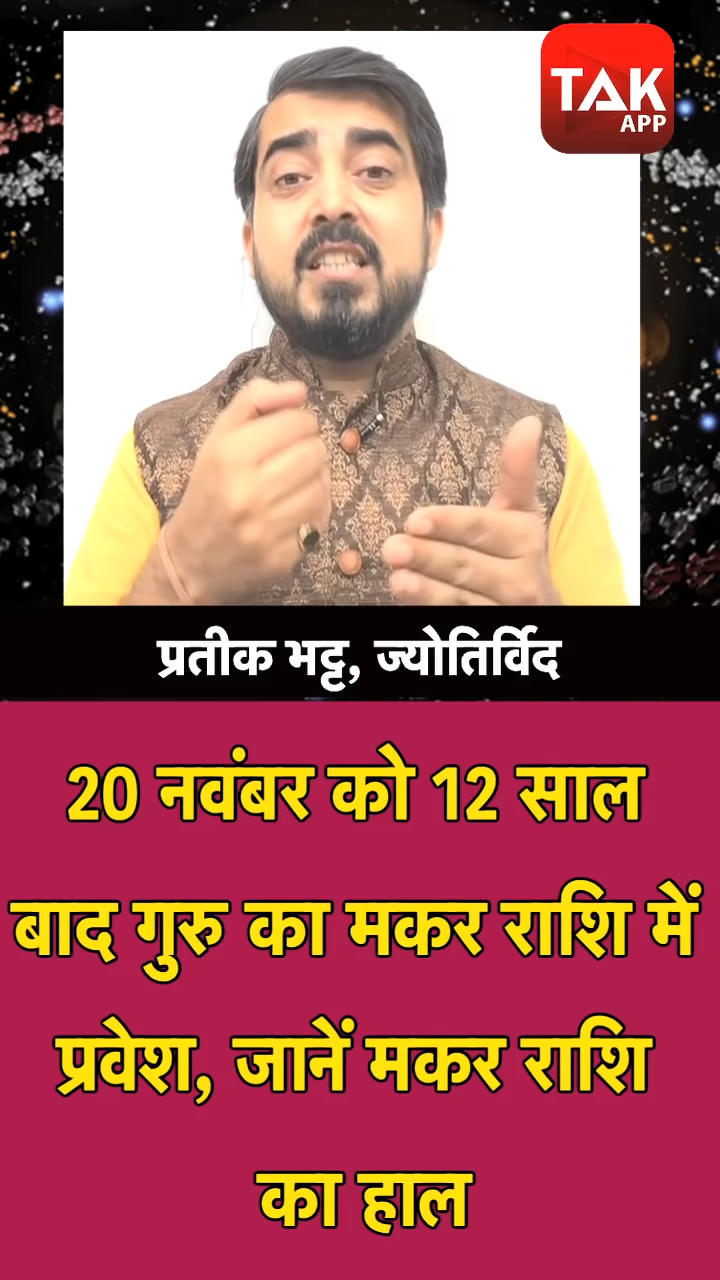 TAK
APP
प्रतीक भट्ट, ज्योतिर्विद
20 नवंबर को 12 साल
बाद गुरु का मकर राशि में
प्रवेश, जानें मकर राशि
का हाल